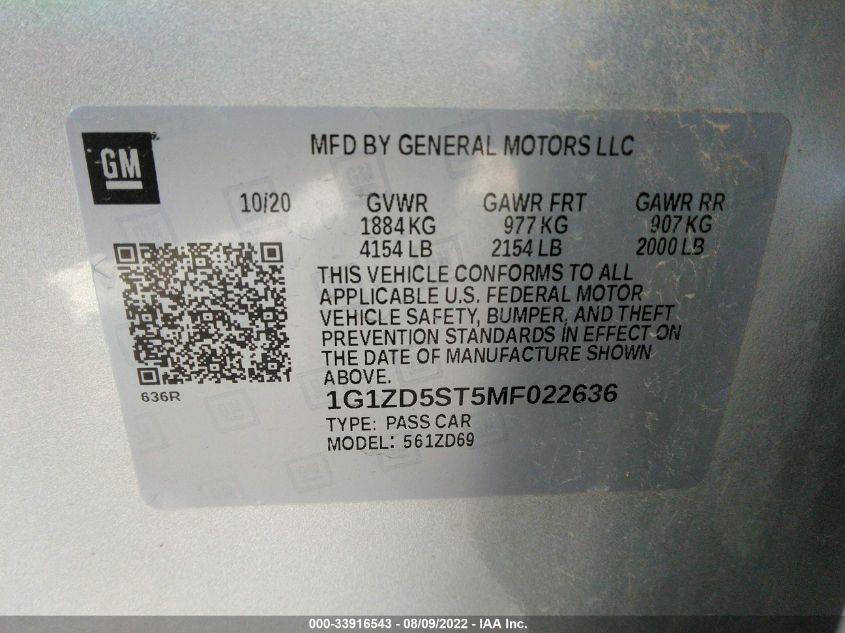 GM
MFD BY GENERAL MOTORS LLC
10/20 GVWR GAWR FRT GAWR RR
1884 KG 977 KG 907 KG
4154 LB 2154 LB 2000 LB
THIS VEHICLE CONFORMS TO ALL
APPLICABLE U.S. FEDERAL MOTOR
VEHICLE SAFETY, BUMPER, AND THEFT
PREVENTION STANDARDS IN EFFECT ON
THE DATE OF MANUFACTURE SHOWN
ABOVE.
636R
1G1ZD5ST5MF022636
TYPE: PASS CAR
MODEL: 561ZD69
000-33916543 - 08/09/2022 - IAA Inc.